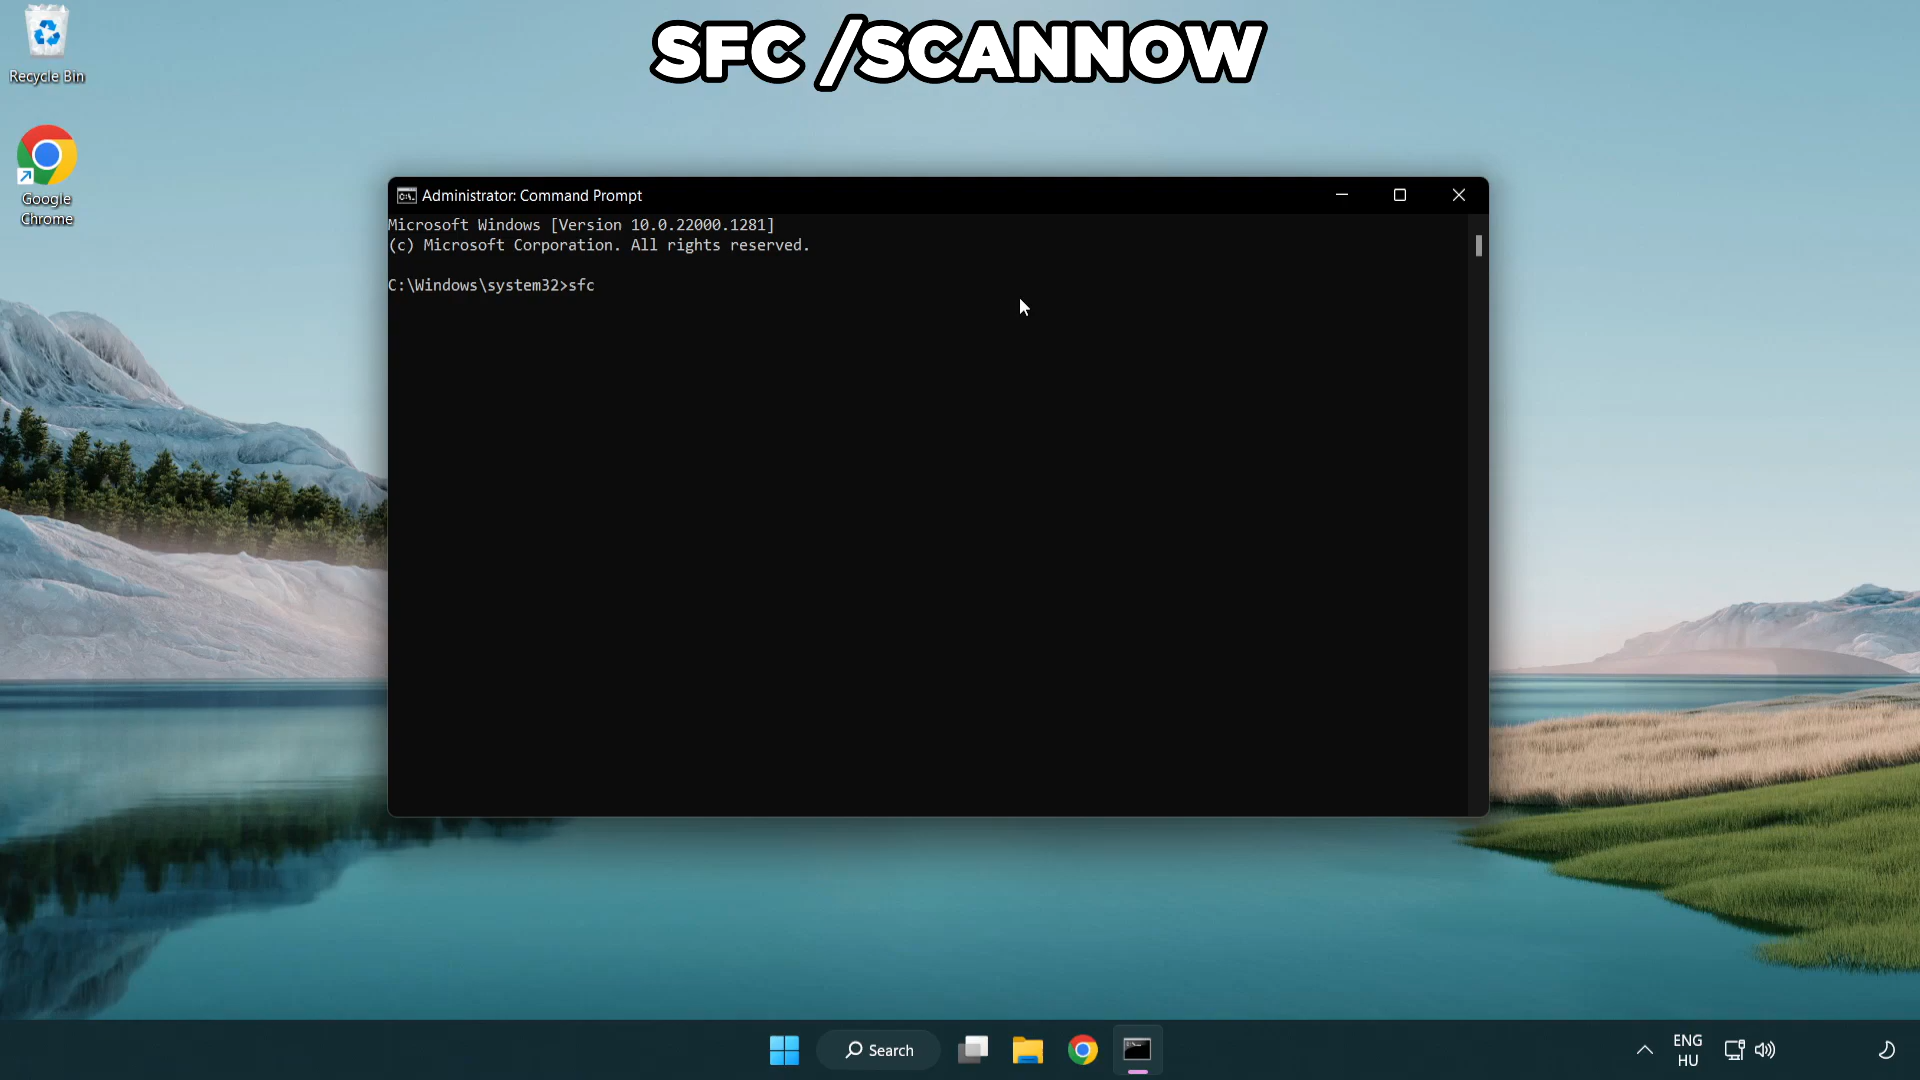 SFC /SCANNOW
Recycle Bin
Google
Chrome
Administrator: Command Prompt
Microsoft Windows [Version 10.0.22000.1281]
(c) Microsoft Corporation. All rights reserved.
C:\Windows\system32>sfc
Search
ENG
HU